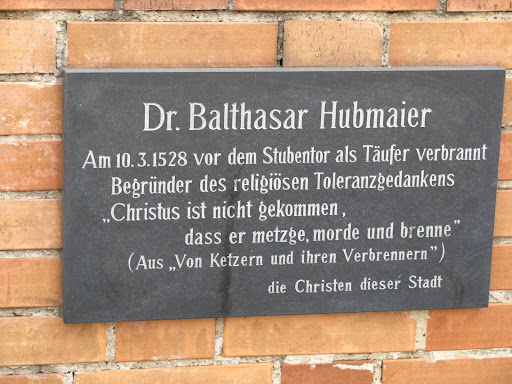 Dr. Balthasar Hubmaier
Am 10.3.1528 vor dem Stubentor als Täufer verbrannt
Begründer des religiösen Toleranzgedankens
„Christus ist nicht gekommen,
dass er metzge, morde und brenne”
(Aus „Von Ketzern und ihren Verbrennern”)
die Christen dieser Stadt